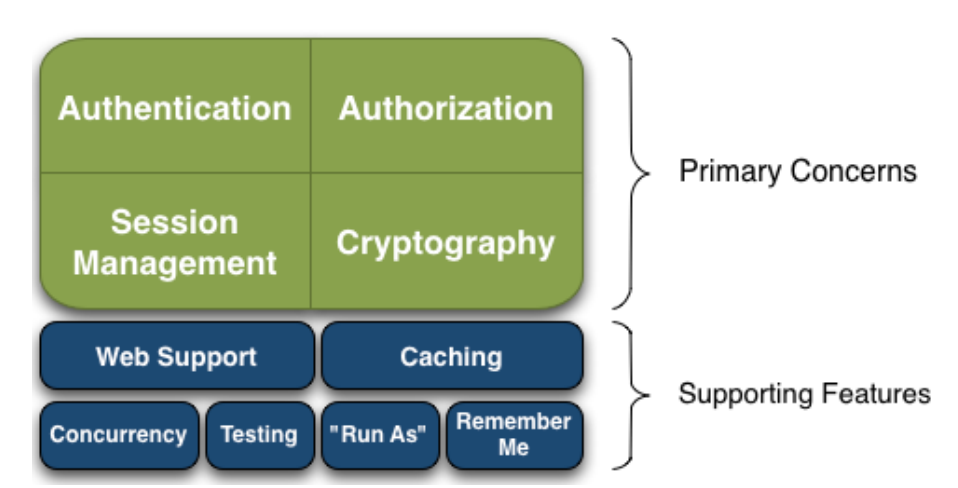 Authentication
Authorization
Primary Concerns
Session
Management
Cryptography
Web Support
Caching
Supporting Features
Concurrency
Testing
"Run As"
Remember
Me